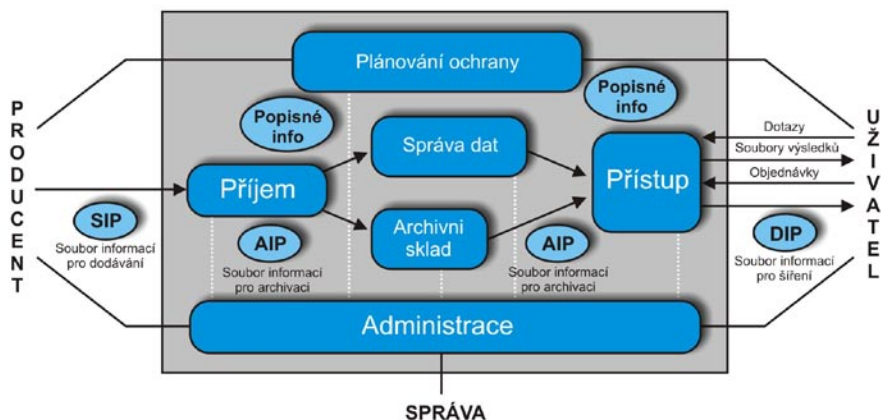 Plánování ochrany
Popisné
info
Popisné
info
PRODUCENT
UŽIVATEL
Správa dat
Dotazy
Soubory výsledků
Objednávky
Příjem
Přístup
SIP
Soubor informací
pro dodávání
AIP
Soubor informací
pro archivaci
Archivní
sklad
AIP
Soubor informací
pro archivaci
DIP
Soubor informací
pro šíření
Administrace
SPRÁVA